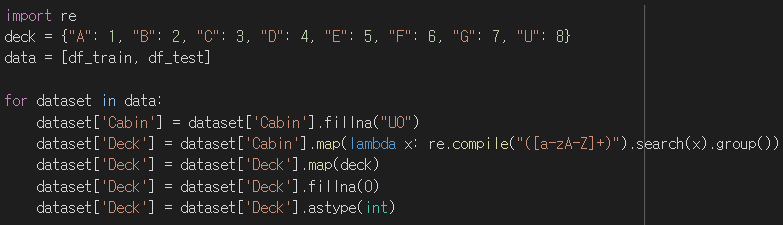 import re
deck = {"A": 1, "B": 2, "C": 3, "D": 4, "E": 5, "F": 6, "G": 7, "U": 8}
data = [df_train, df_test]

for dataset in data:
    dataset['Cabin'] = dataset['Cabin'].fillna("U0")
    dataset['Deck'] = dataset['Cabin'].map(lambda x: re.compile("([a-zA-Z]+)").search(x).group())
    dataset['Deck'] = dataset['Deck'].map(deck)
    dataset['Deck'] = dataset['Deck'].fillna(0)
    dataset['Deck'] = dataset['Deck'].astype(int)